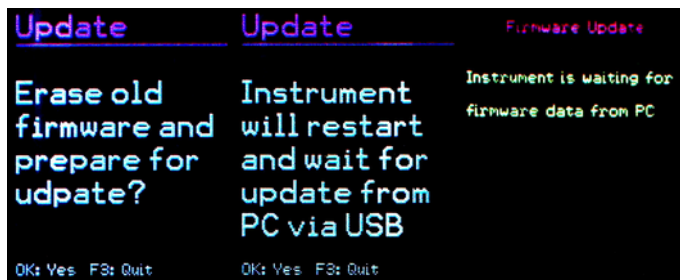 Update
Erase old
firmware and
prepare for
udpate?
OK: Yes F3: Quit
Update
Instrument
will restart
and wait for
update from
PC via USB
OK: Yes F3: Quit
Firmware Update
Instrument is waiting for
firmware data from PC